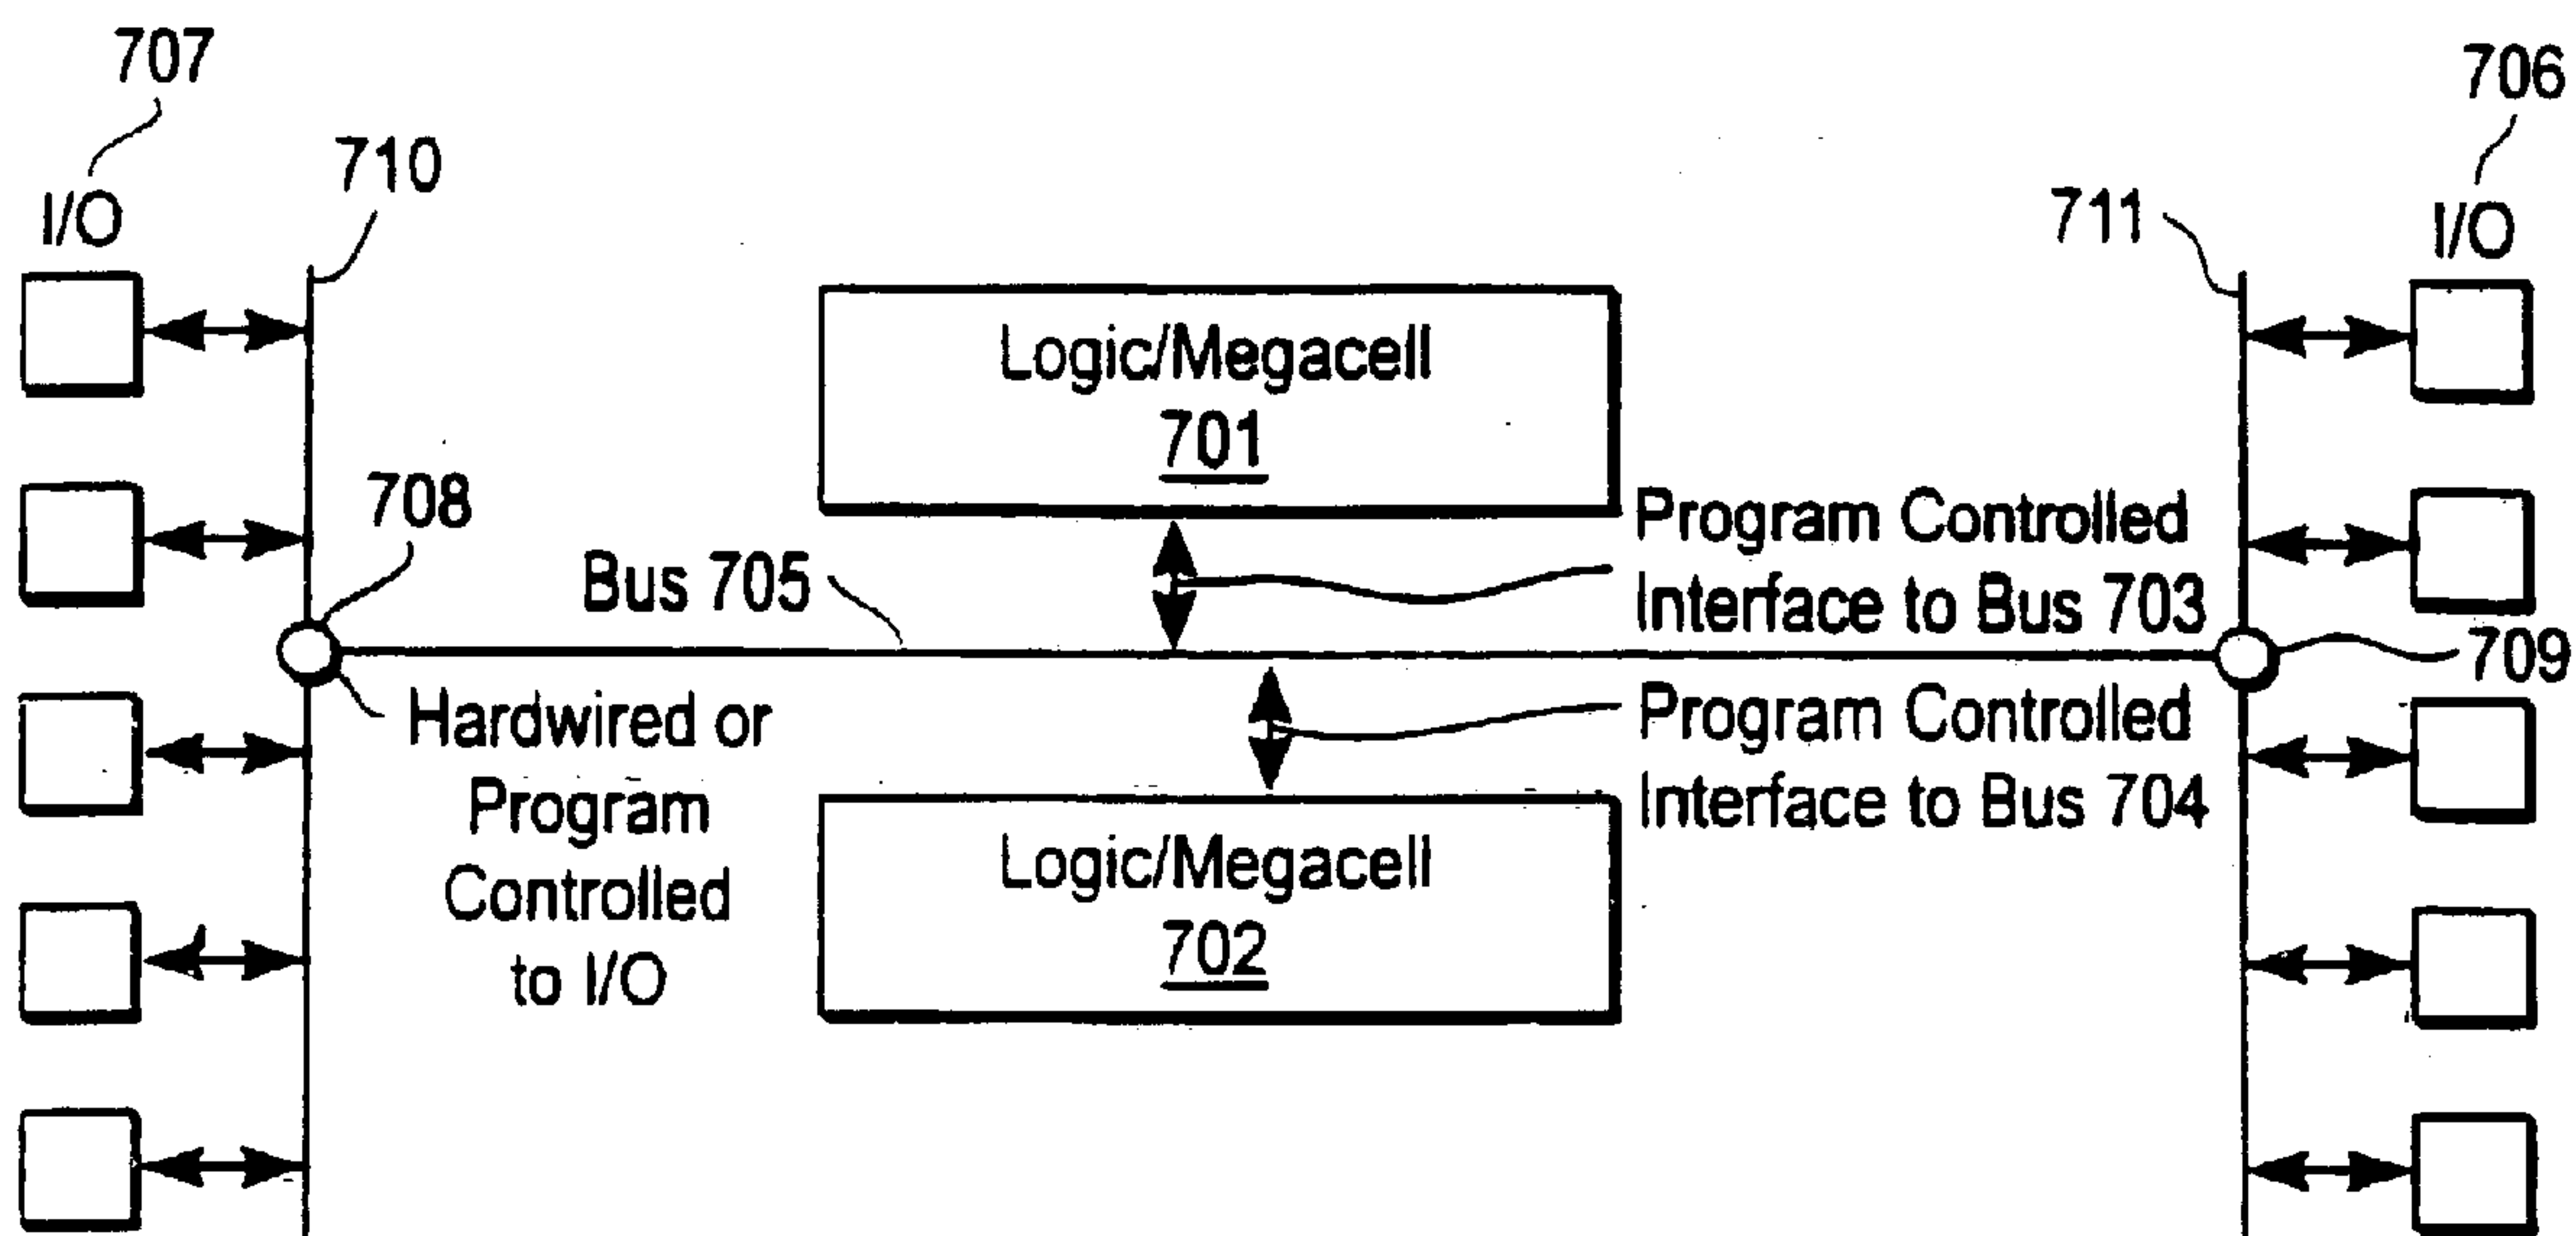 707
706
710
I/O
711
I/O
Logic/Megacell
701
708
Program Controlled
Interface to Bus 703
Bus 705
709
Hardwired or
Program
Controlled
to I/O
Program Controlled
Interface to Bus 704
Logic/Megacell
702